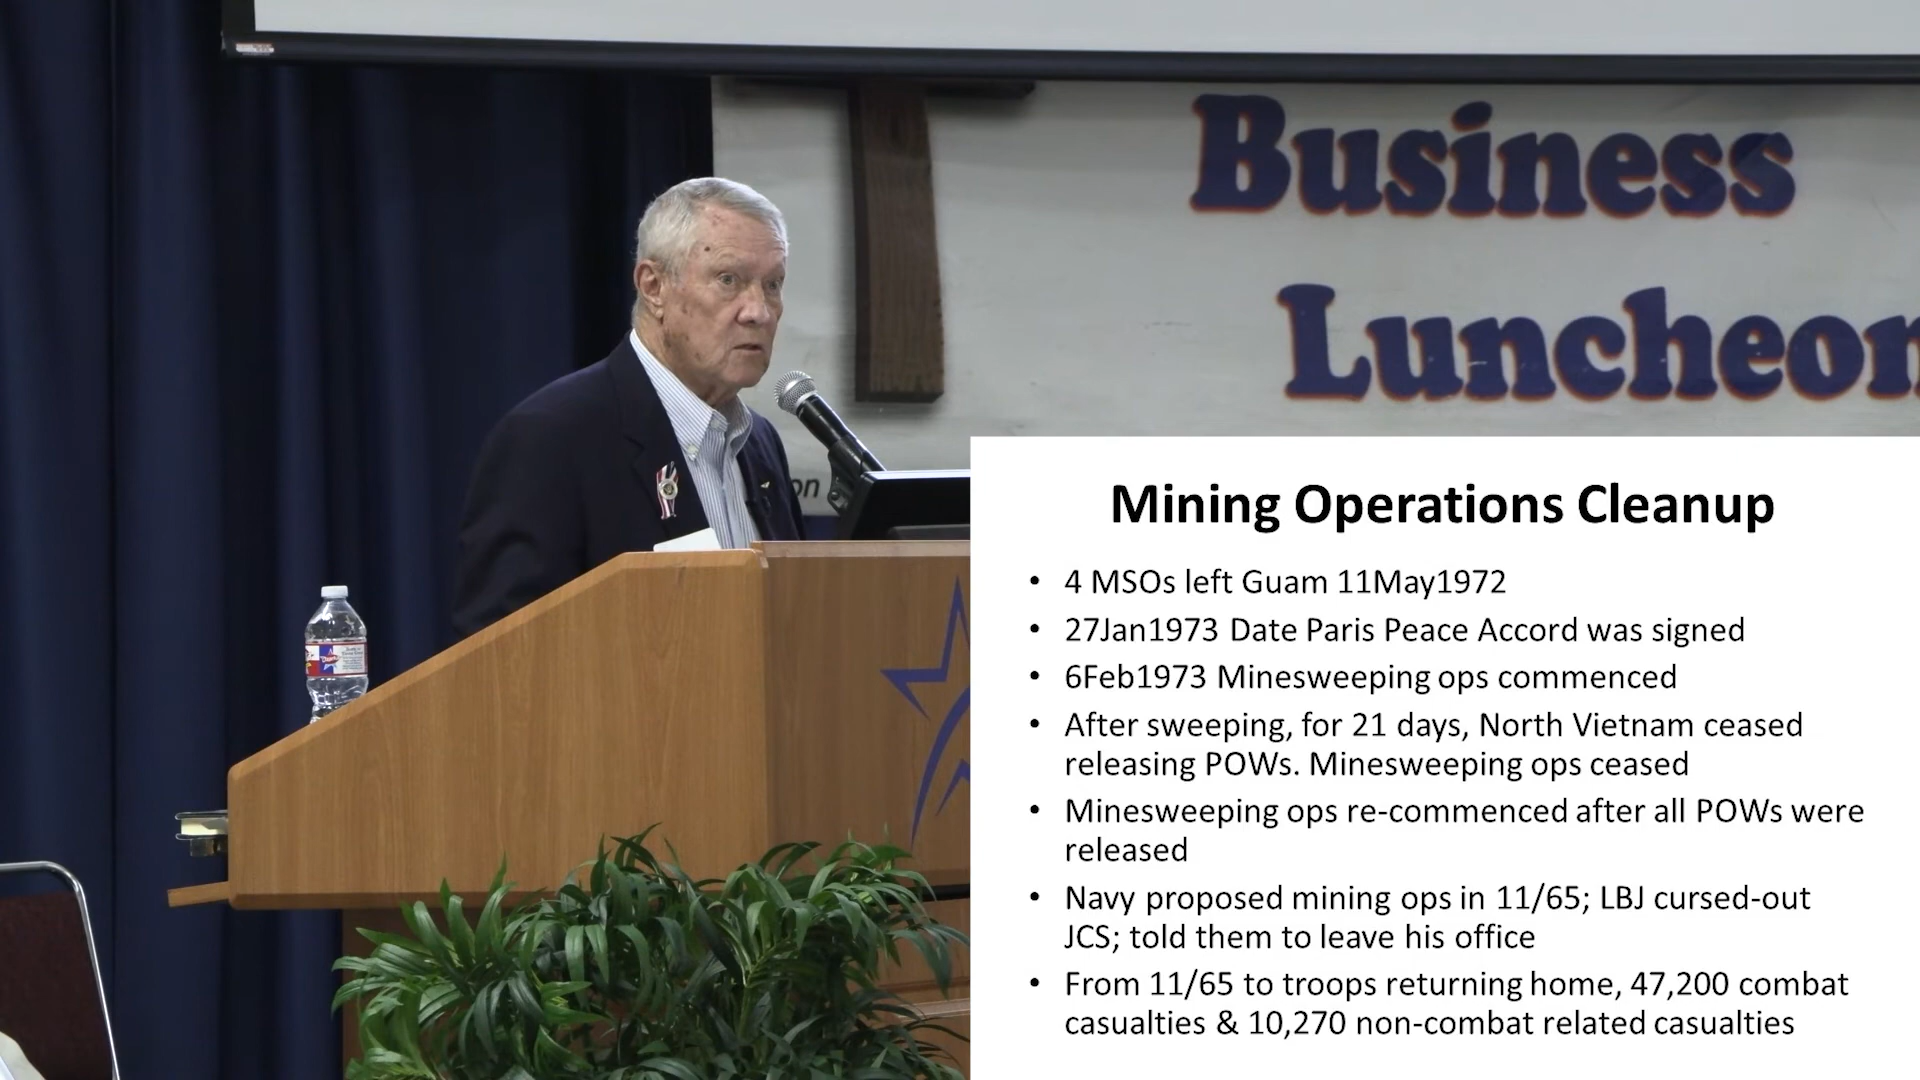 Business
Luncheon
on
Mining Operations Cleanup
• 4 MSOs left Guam 11May1972
• 27Jan1973 Date Paris Peace Accord was signed
• 6Feb1973 Minesweeping ops commenced
• After sweeping, for 21 days, North Vietnam ceased
releasing POWs. Minesweeping ops ceased
• Minesweeping ops re-commenced after all POWs were
released
• Navy proposed mining ops in 11/65; LBJ cursed-out
JCS; told them to leave his office
• From 11/65 to troops returning home, 47,200 combat
casualties & 10,270 non-combat related casualties